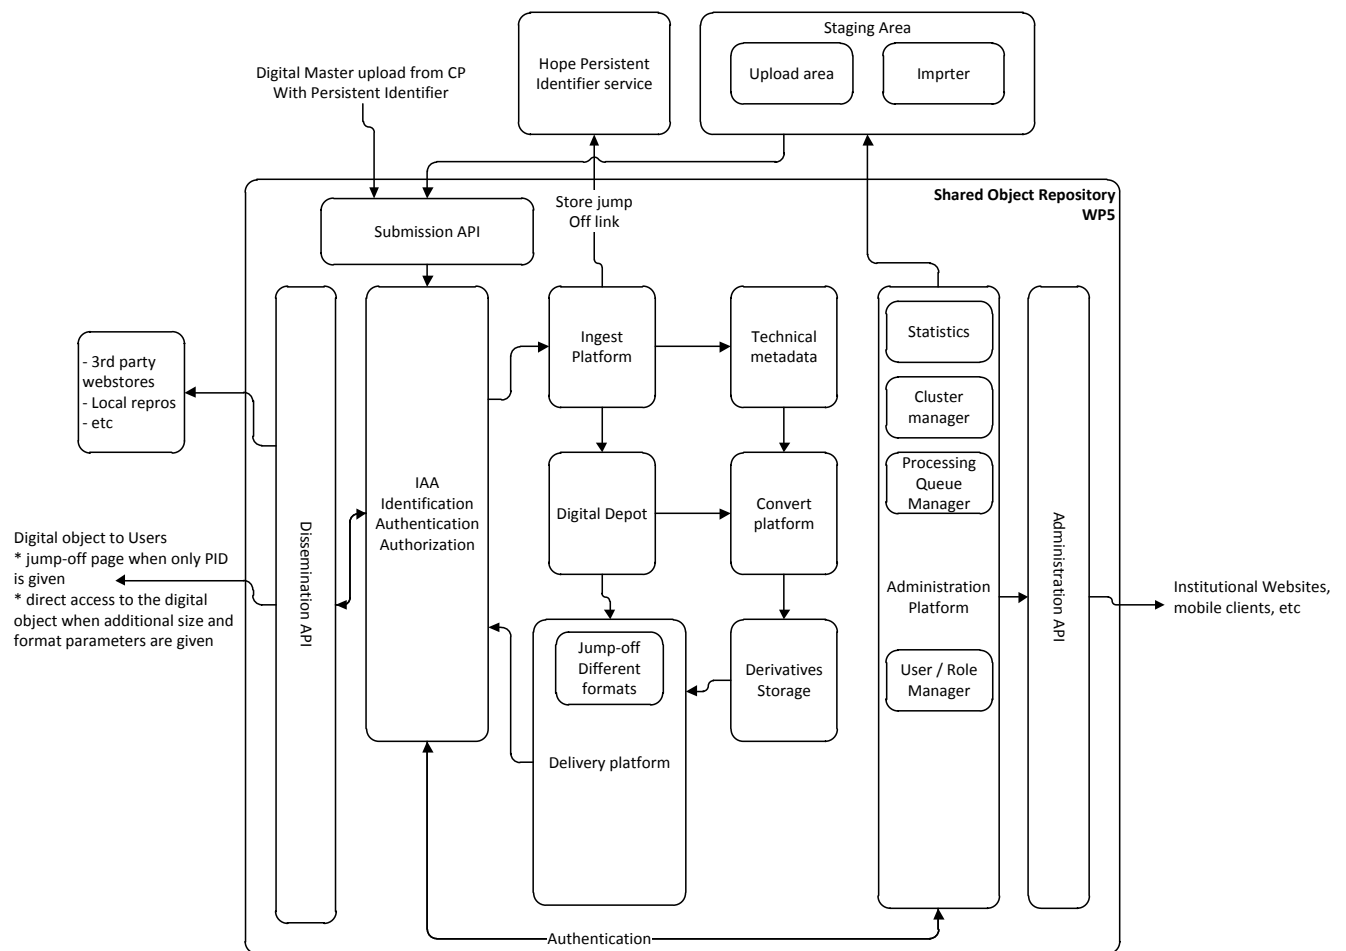 Staging Area
Upload area
Imprter
Hope Persistent
Identifier service
Digital Master upload from CP
With Persistent Identifier
Shared Object Repository
WP5
Store jump
Off link
Submission API
Ingest
Platform
Technical
metadata
Statistics
Cluster
manager
Processing
Queue
Manager
- 3rd party
webstores
- Local repros
- etc
IAA
Identification
Authentication
Authorization
Digital Depot
Convert
platform
Dissemination API
Administration API
Digital object to Users
* jump-off page when only PID
is given
* direct access to the digital
object when additional size and
format parameters are given
Administration
Platform
Institutional Websites,
mobile clients, etc
Jump-off
Different
formats
Derivatives
Storage
User / Role
Manager
Delivery platform
Authentication